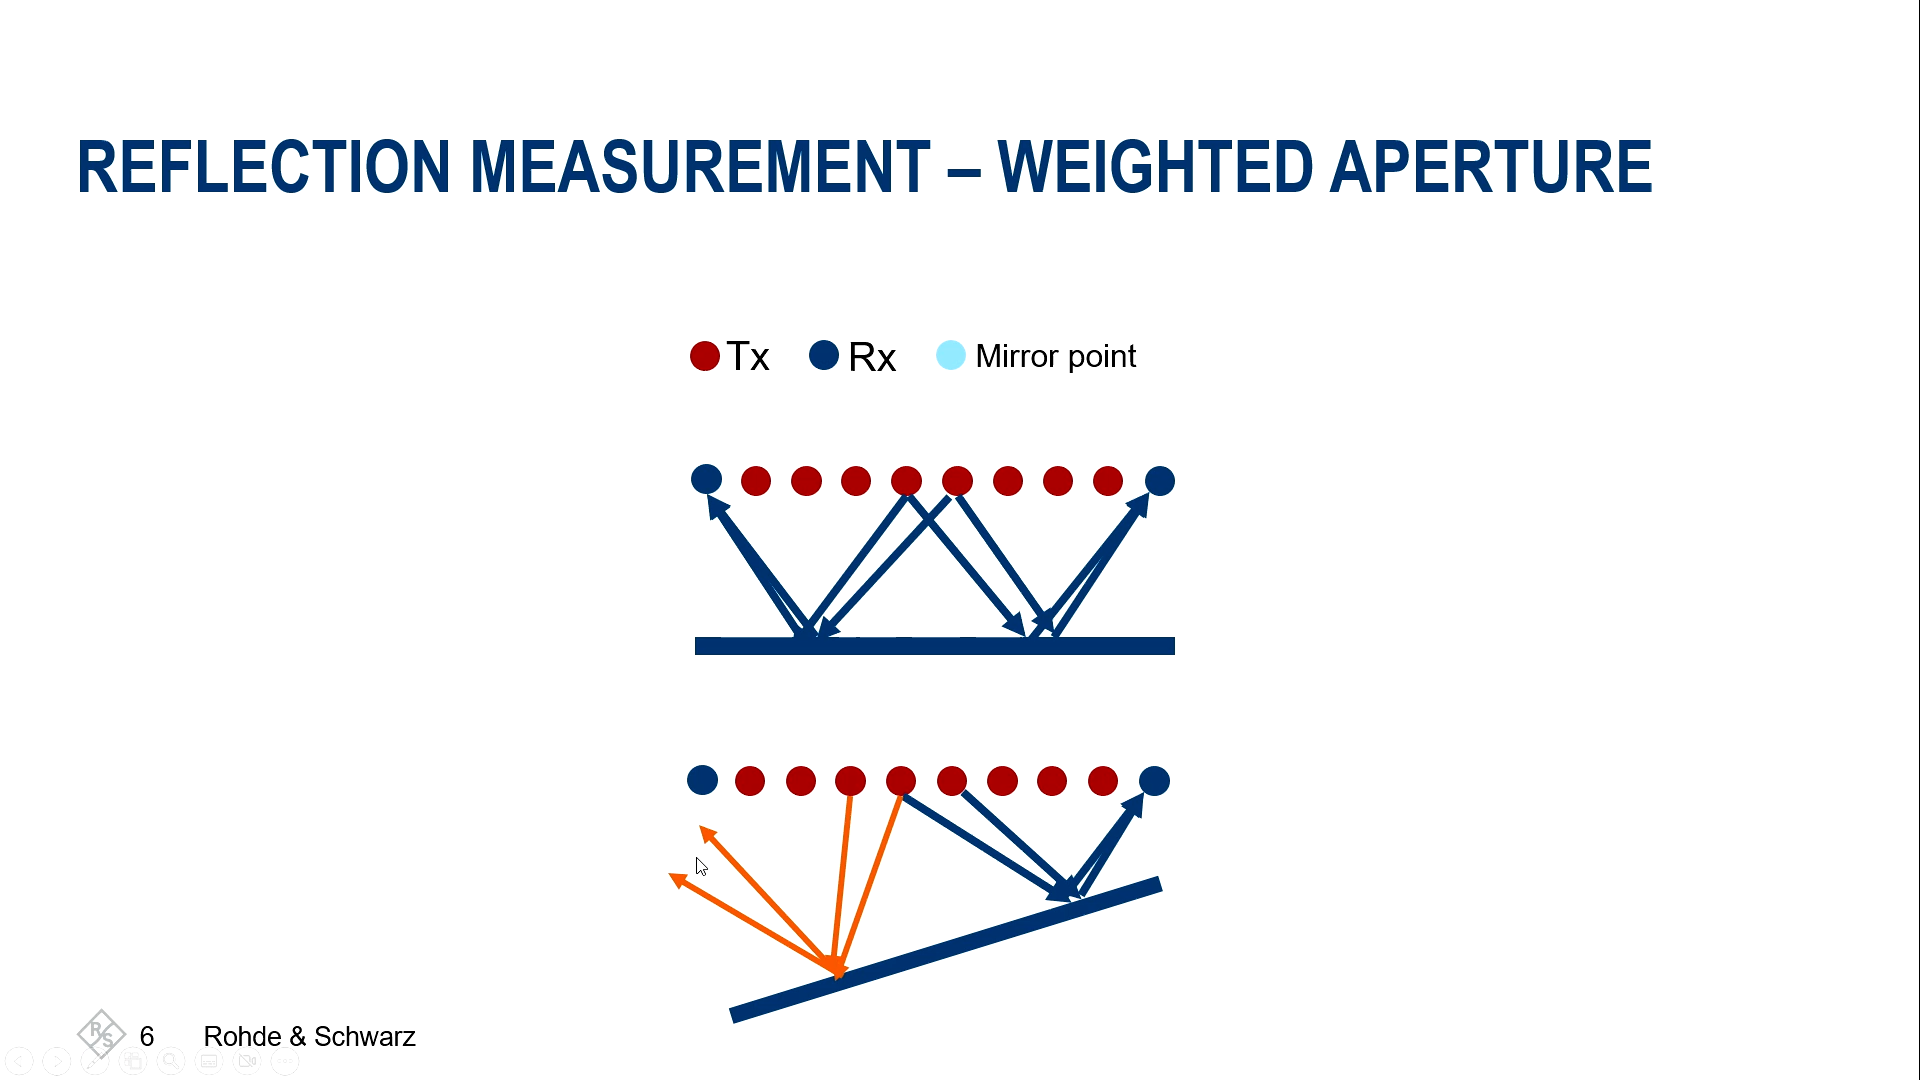 REFLECTION MEASUREMENT – WEIGHTED APERTURE
Tx Rx Mirror point
R S 6 Rohde & Schwarz